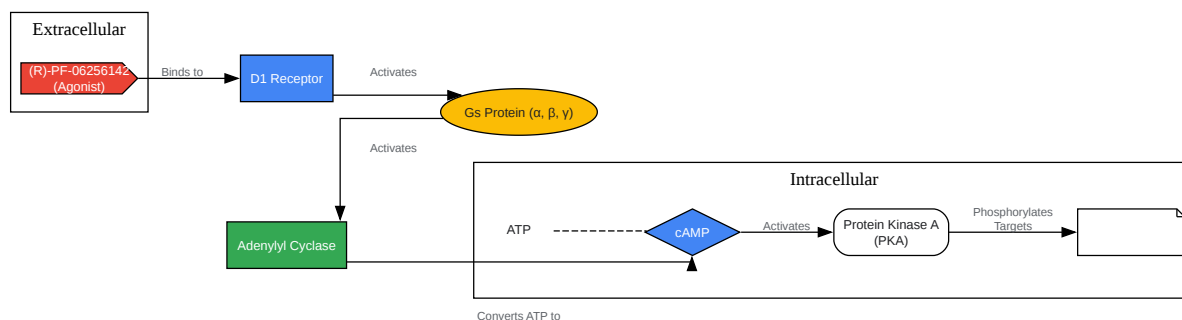 Extracellular
(R)-PF-06256142
(Agonist)
Binds to
D1 Receptor
Activates
Gs Protein (α, β, γ)
Activates
Adenylyl Cyclase
Intracellular
ATP
cAMP
Activates
Protein Kinase A
(PKA)
Phosphorylates
Targets
Converts ATP to